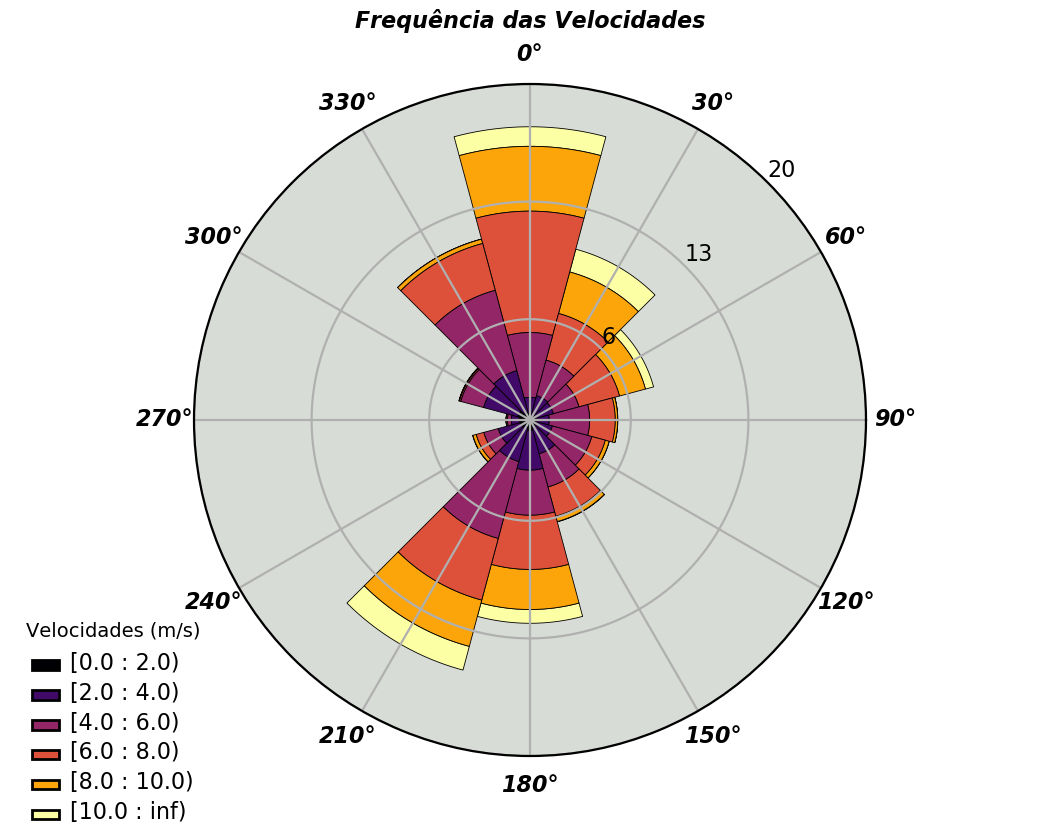 Frequência das Velocidades
0°
330°
30°
20
300°
60°
13
6
270°
90°
240°
120°
210°
150°
180°
Velocidades (m/s)
[0.0 : 2.0)
[2.0 : 4.0)
[4.0 : 6.0)
[6.0 : 8.0)
[8.0 : 10.0)
[10.0 : inf)